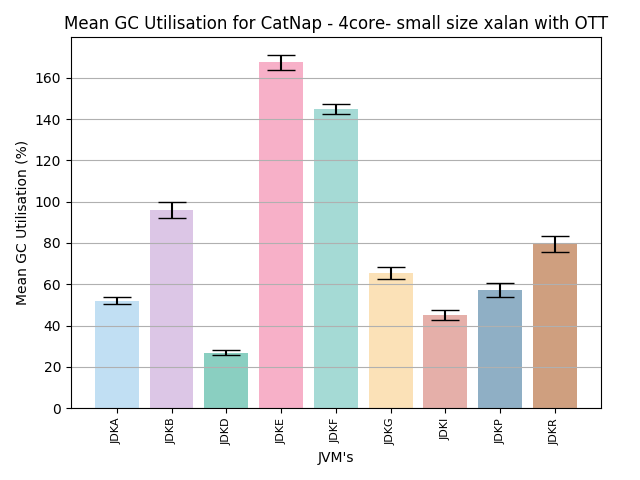 Mean GC Utilisation for CatNap - 4core- small size xalan with OTT
Mean GC Utilisation (%)
160
140
120
100
80
60
40
20
0
JDKA
JDKB
JDKD
JDKE
JDKF
JDKG
JDKI
JDKP
JDKR
JVM's